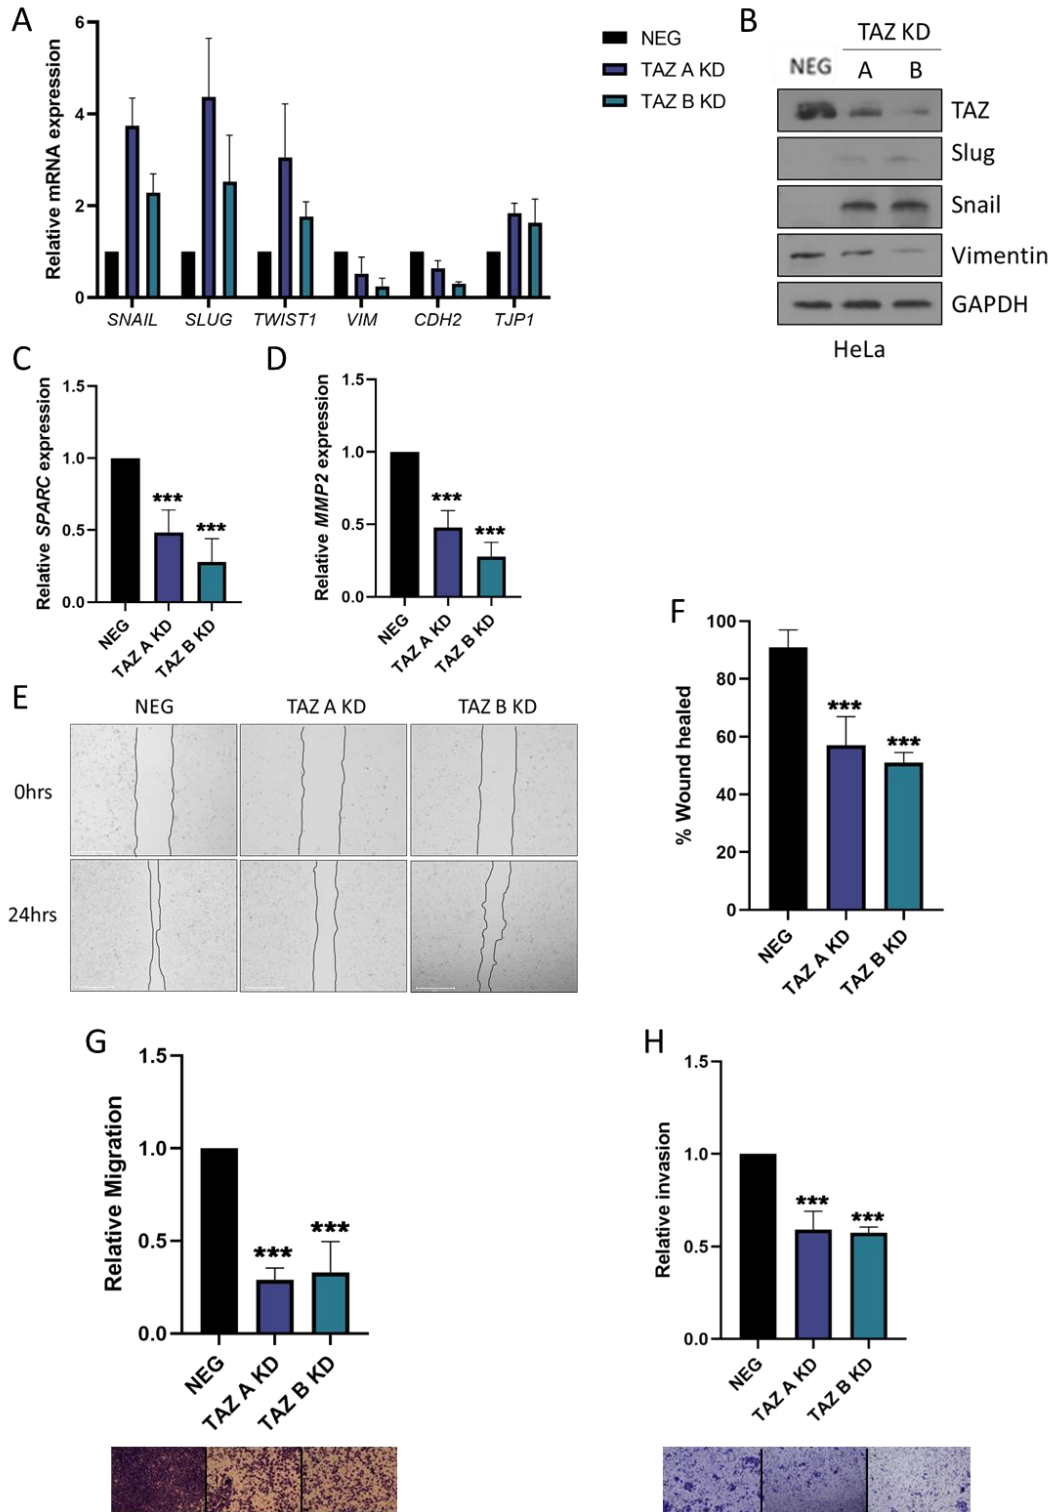 A
6
4
2
0
Relative mRNA expression
SNAIL SLUG TWIST1 VIM CDH2 TJP1
NEG
TAZ A KD
TAZ B KD
B
TAZ KD
NEG A B
TAZ
Slug
Snail
Vimentin
GAPDH
HeLa
C
1.5
1.0
0.5
0.0
Relative SPARC expression
***
***
NEG
TAZ A KD
TAZ B KD
D
1.5
1.0
0.5
0.0
Relative MMP2 expression
***
***
NEG
TAZ A KD
TAZ B KD
E
NEG TAZ A KD TAZ B KD
0hrs
24hrs
F
100
80
60
40
20
0
% Wound healed
***
***
NEG
TAZ A KD
TAZ B KD
G
1.5
1.0
0.5
0.0
Relative Migration
***
***
NEG
TAZ A KD
TAZ B KD
H
1.5
1.0
0.5
0.0
Relative invasion
***
***
NEG
TAZ A KD
TAZ B KD